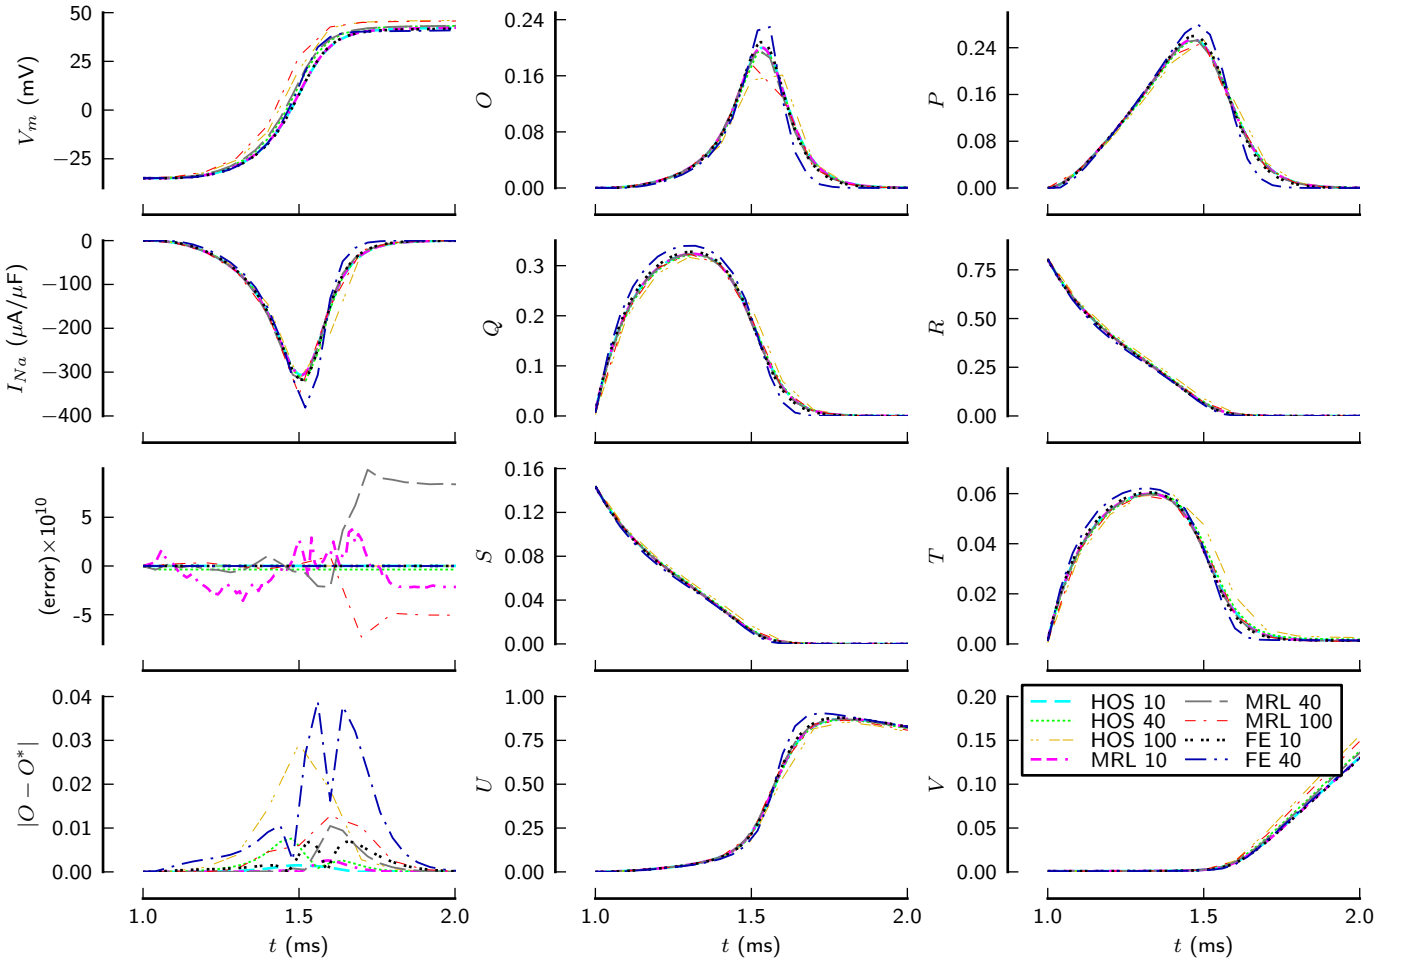 50
25
0
−25
V_m (mV)
0.24
0.16
0.08
0.00
O
0.24
0.16
0.08
0.00
P
0
−100
−200
−300
−400
I_Na (µA/µF)
0.3
0.2
0.1
0.0
Q
0.75
0.50
0.25
0.00
R
5
0
-5
(error)×10^10
0.16
0.12
0.08
0.04
0.00
S
0.06
0.04
0.02
0.00
T
0.04
0.03
0.02
0.01
0.00
|O − O*|
1.0
1.5
2.0
t (ms)
1.00
0.75
0.50
0.25
0.00
U
1.0
1.5
2.0
t (ms)
0.20
0.15
0.10
0.05
0.00
V
1.0
1.5
2.0
t (ms)
HOS 10
HOS 40
HOS 100
MRL 10
MRL 40
MRL 100
FE 10
FE 40